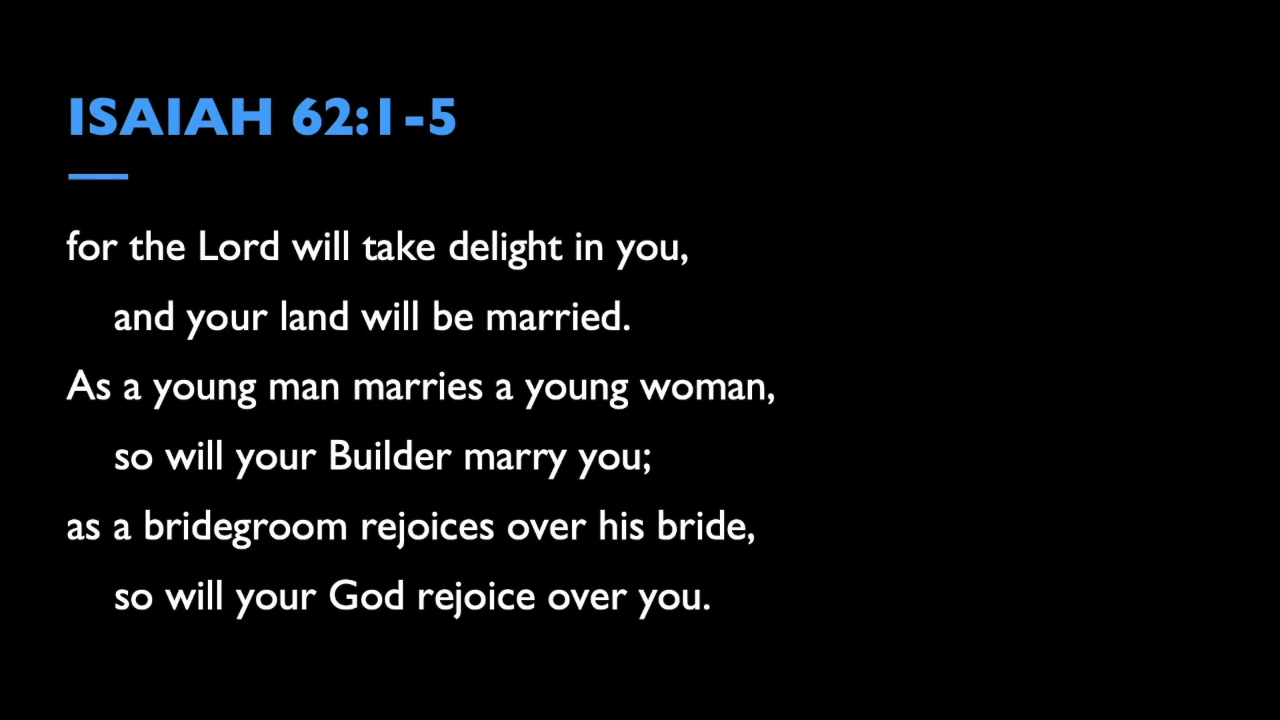 ISAIAH 62:1-5
for the Lord will take delight in you,
and your land will be married.
As a young man marries a young woman,
so will your Builder marry you;
as a bridegroom rejoices over his bride,
so will your God rejoice over you.